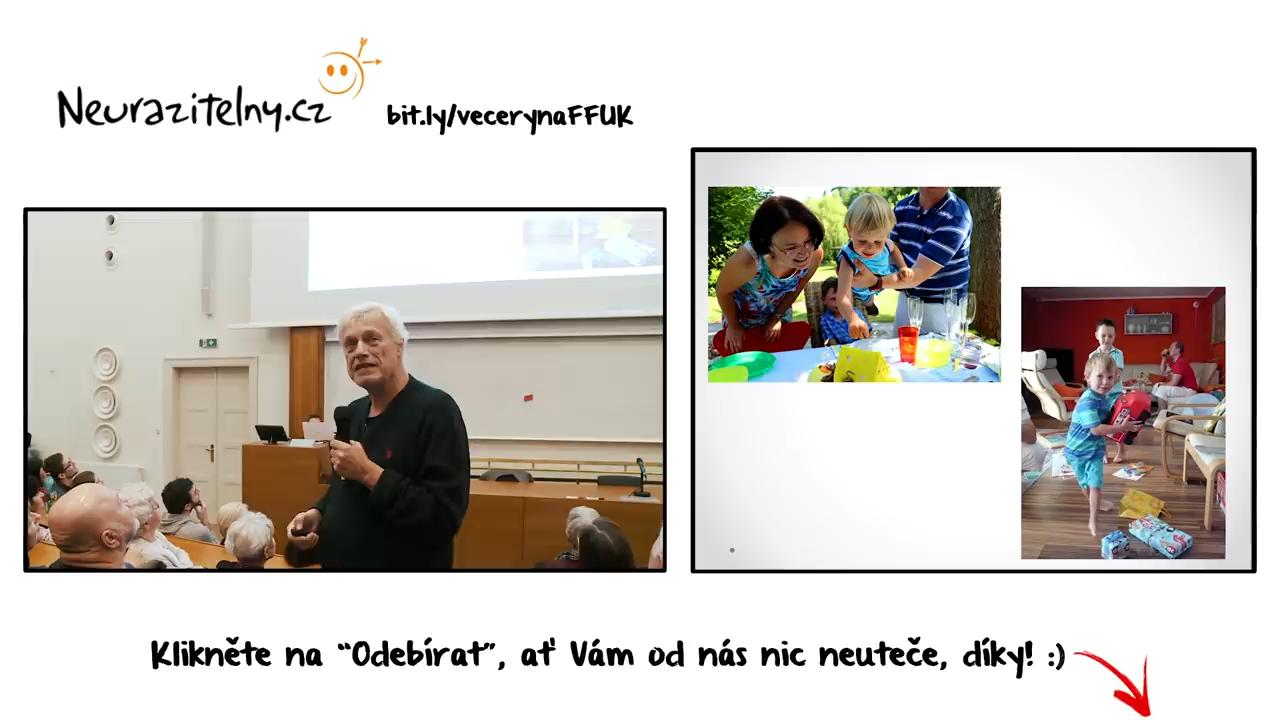 Neurazitelny.cz
bit.ly/vecerynaFFUK
Klikněte na “Odebírat”, ať Vám od nás nic neuteče, díky! :)